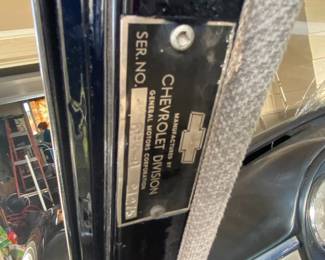 MANUFACTURED BY
CHEVROLET DIVISION
GENERAL MOTORS CORPORATION
SER. NO.